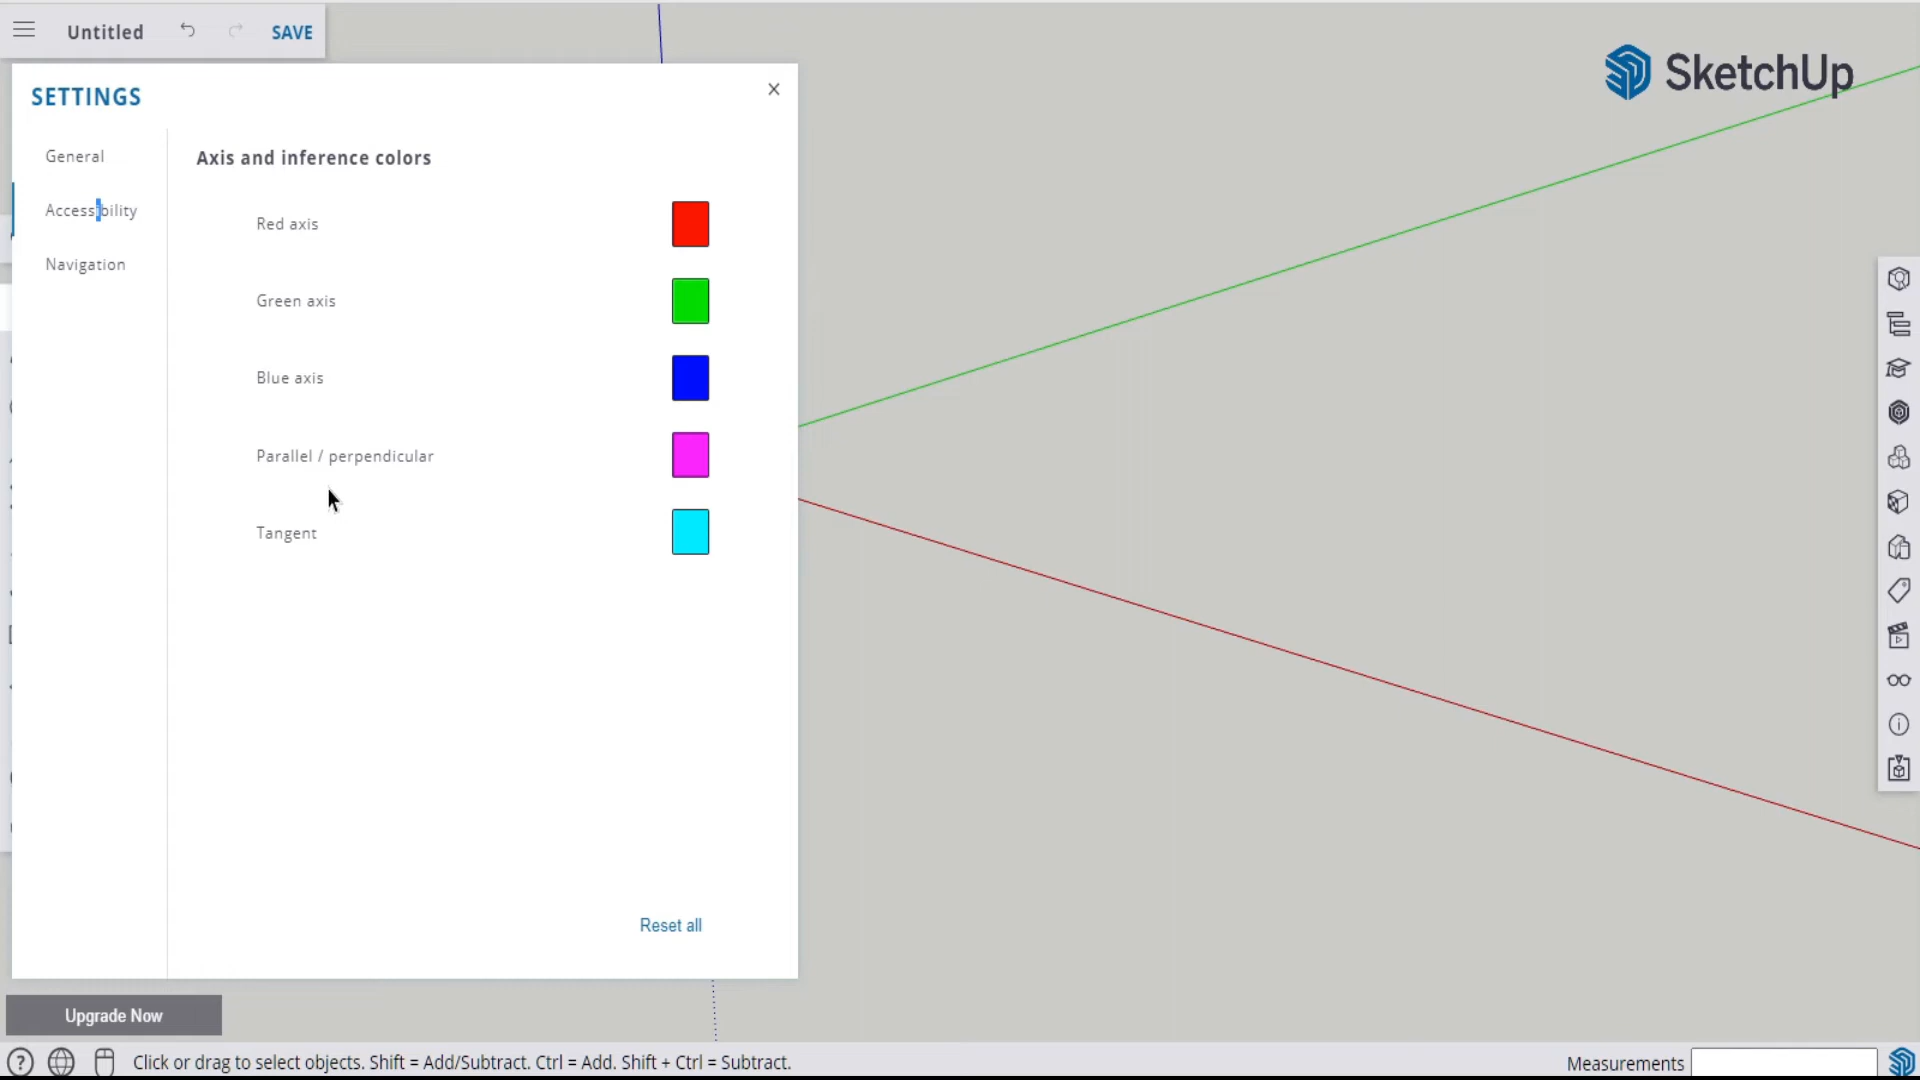 Untitled
SAVE
SketchUp
SETTINGS
General
Accessibility
Navigation
Axis and inference colors
Red axis
Green axis
Blue axis
Parallel / perpendicular
Tangent
Reset all
Upgrade Now
Click or drag to select objects. Shift = Add/Subtract. Ctrl = Add. Shift + Ctrl = Subtract.
Measurements